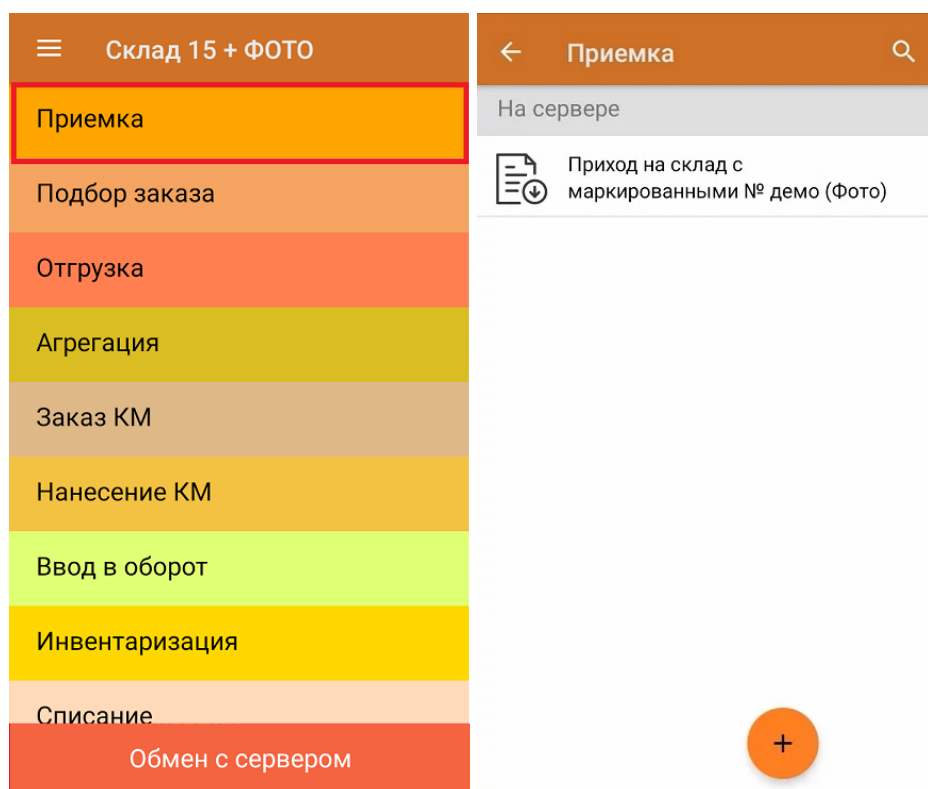 Склад 15 + ФОТО
Приемка
Подбор заказа
Отгрузка
Агрегация
Заказ КМ
Нанесение КМ
Ввод в оборот
Инвентаризация
Списание
Обмен с сервером
Приемка
На сервере
Приход на склад с
маркированными № демо (Фото)